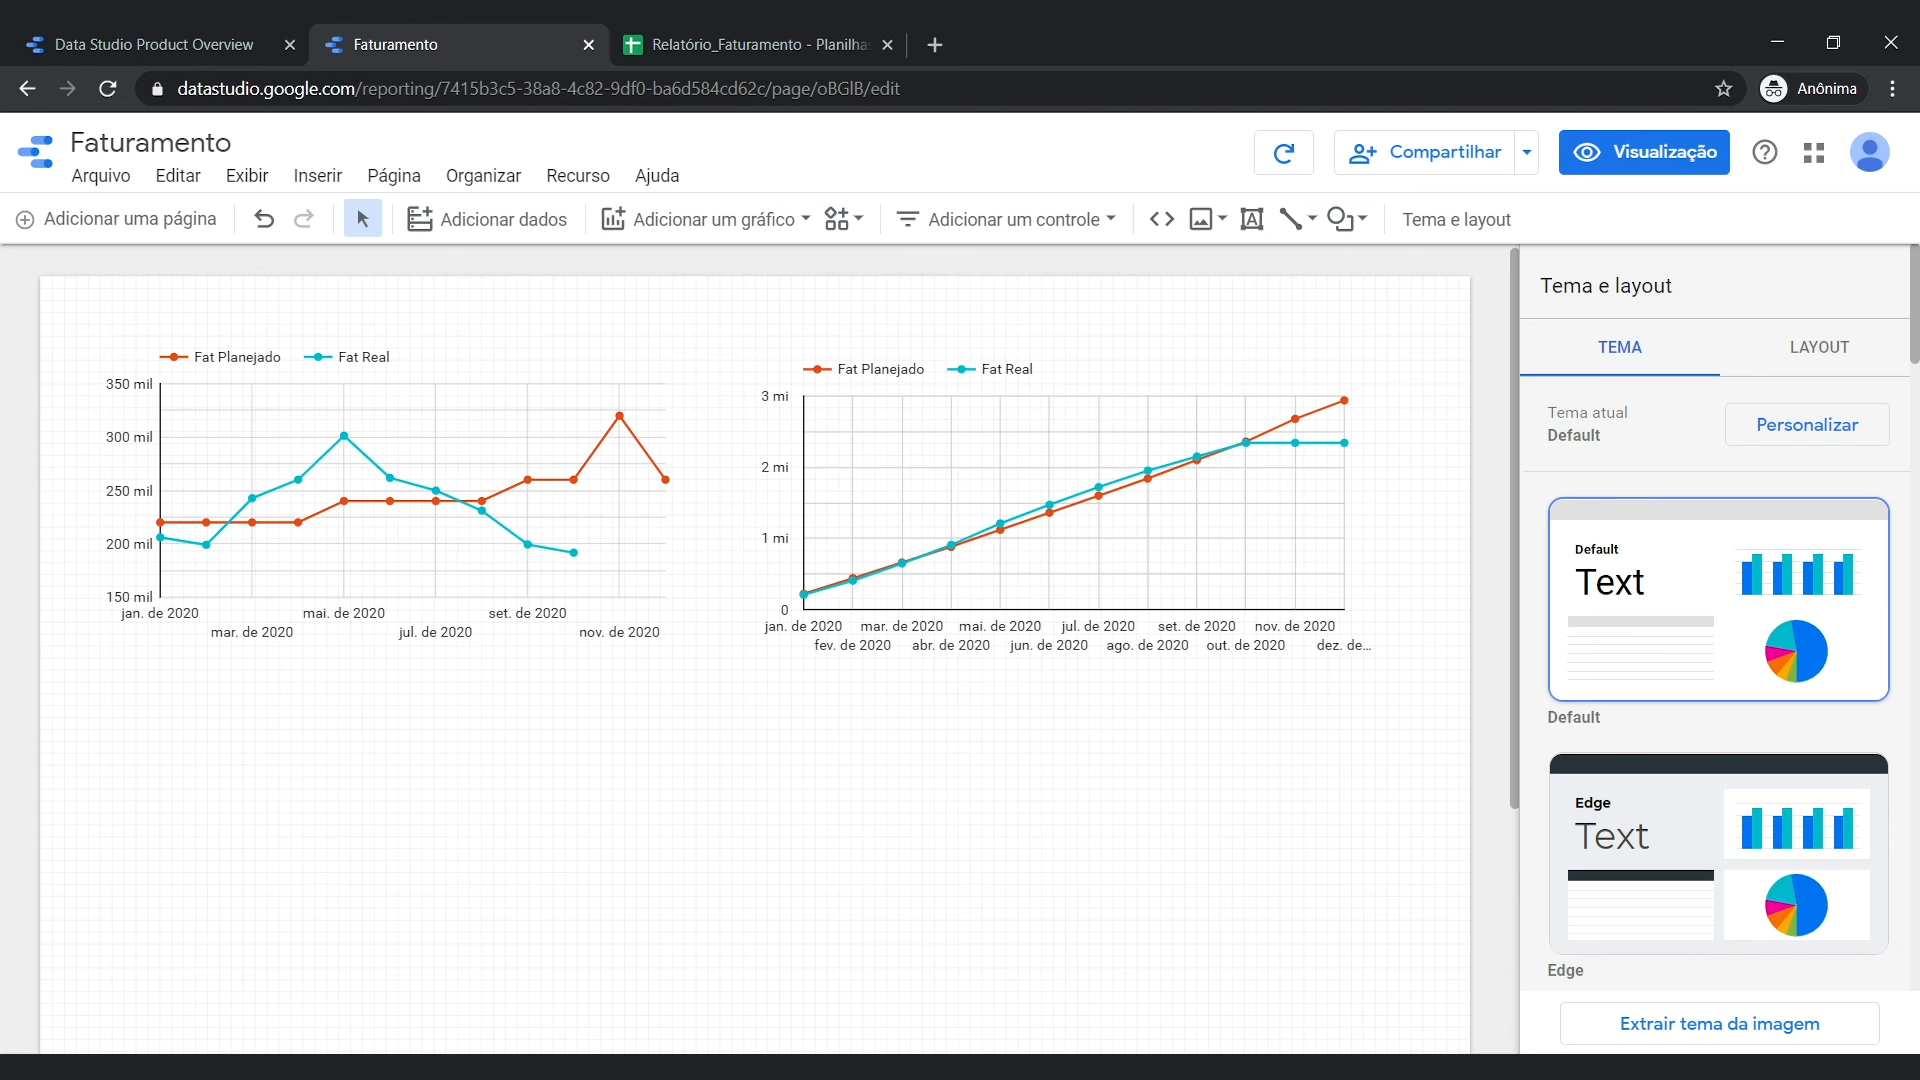 Data Studio Product Overview
Faturamento
Relatório_Faturamento - Planilhas
datastudio.google.com/reporting/7415b3c5-38a8-4c82-9df0-ba6d584cd62c/page/oBGlB/edit
Anônima
Faturamento
Arquivo Editar Exibir Inserir Página Organizar Recurso Ajuda
Compartilhar
Visualização
Adicionar uma página
Adicionar dados
Adicionar um gráfico
Adicionar um controle
Tema e layout
Fat Planejado Fat Real
350 mil
300 mil
250 mil
200 mil
150 mil
jan. de 2020 mai. de 2020 set. de 2020
mar. de 2020 jul. de 2020 nov. de 2020
Fat Planejado Fat Real
3 mi
2 mi
1 mi
0
jan. de 2020 mar. de 2020 mai. de 2020 jul. de 2020 set. de 2020 nov. de 2020
fev. de 2020 abr. de 2020 jun. de 2020 ago. de 2020 out. de 2020 dez. de...
Tema e layout
TEMA LAYOUT
Tema atual
Default
Personalizar
Default
Text
Default
Edge
Text
Edge
Extrair tema da imagem